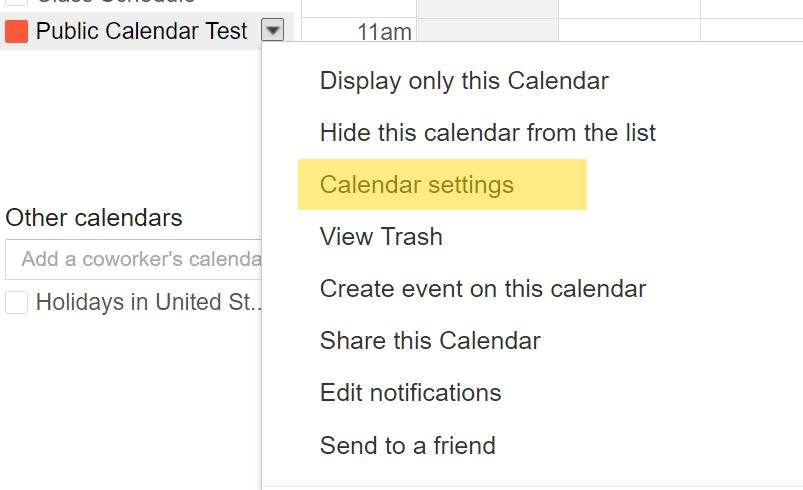 Class Schedule
Public Calendar Test
11am
Display only this Calendar
Hide this calendar from the list
Calendar settings
View Trash
Create event on this calendar
Share this Calendar
Edit notifications
Send to a friend
Other calendars
Add a coworker's calenda
Holidays in United St..